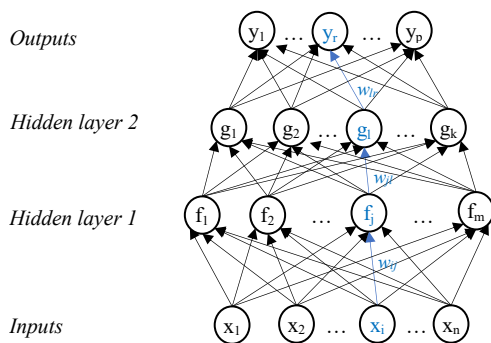 Outputs y₁ … yᵣ … yₚ
wₗᵣ
Hidden layer 2 g₁ g₂ … gₗ … gₖ
wⱼₗ
Hidden layer 1 f₁ f₂ … fⱼ … fₘ
wᵢⱼ
Inputs x₁ x₂ … xᵢ … xₙ